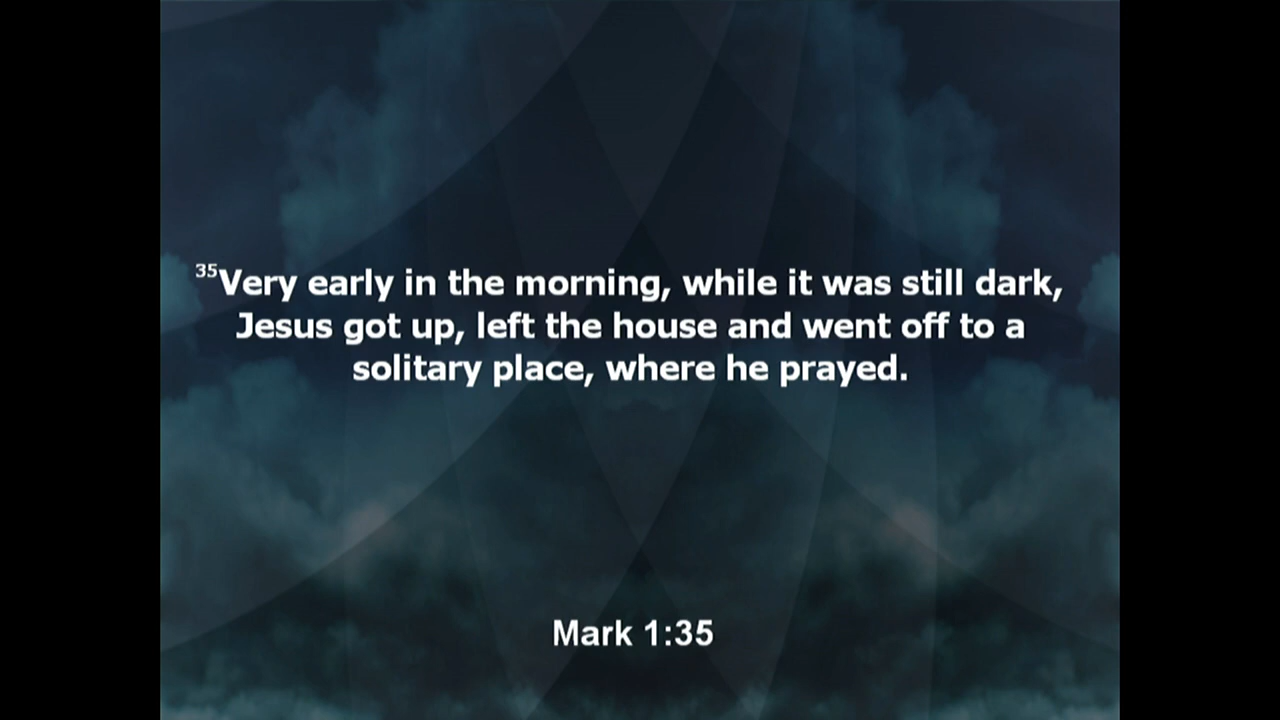 ³⁵Very early in the morning, while it was still dark,
Jesus got up, left the house and went off to a
solitary place, where he prayed.
Mark 1:35